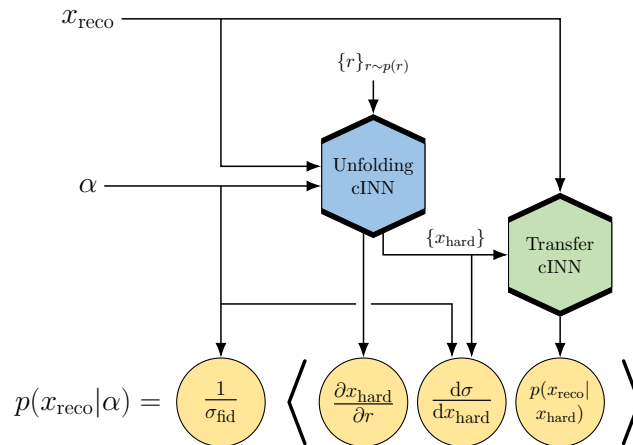 x_reco
{r}_{r∼p(r)}
Unfolding
cINN
α
{x_hard}
Transfer
cINN
p(x_reco|α) = 1/σ_fid ⟨ ∂x_hard/∂r dσ/dx_hard p(x_reco| x_hard) ⟩